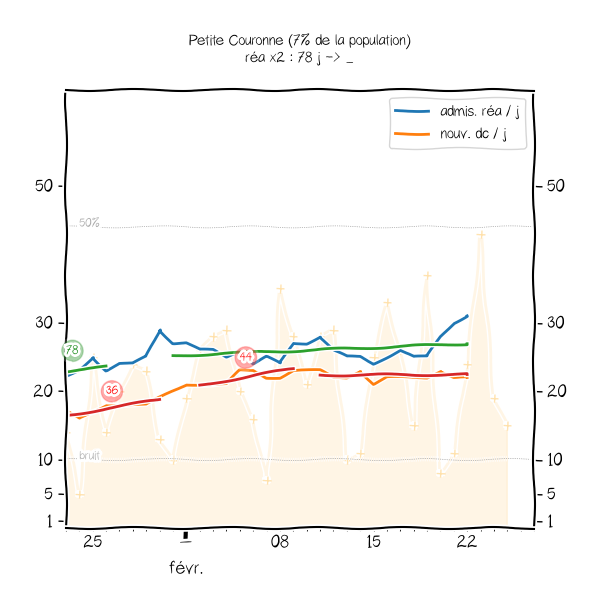 Petite Couronne (7% de la population)
réa x2 : 78 j -> _
admis. réa / j
nouv. dc / j
50 50
50%
30 30
78
44
36
20 20
bruit
10 10
5 5
1 1
25 1 08 15 22
févr.